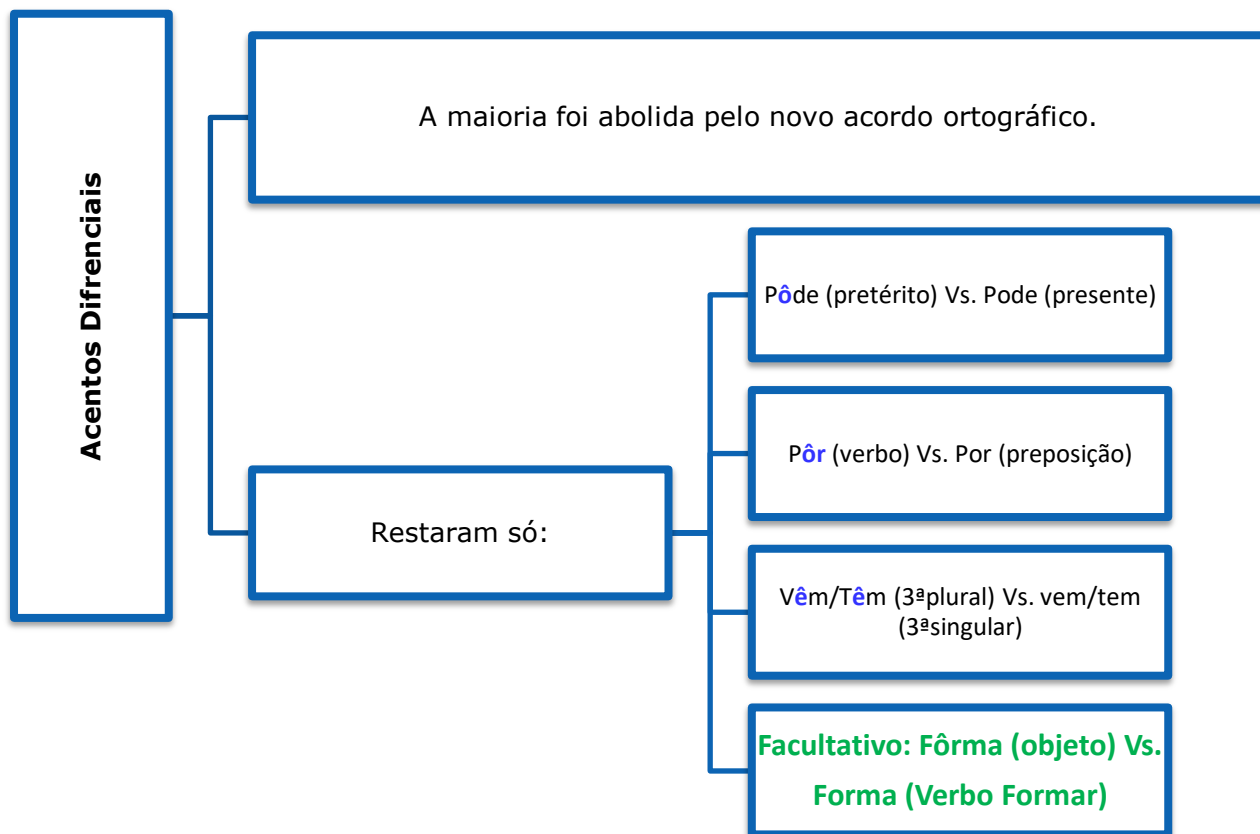 Acentos Difrenciais
A maioria foi abolida pelo novo acordo ortográfico.
Restaram só:
Pôde (pretérito) Vs. Pode (presente)
Pôr (verbo) Vs. Por (preposição)
Vêm/Têm (3ªplural) Vs. vem/tem
(3ªsingular)
Facultativo: Fôrma (objeto) Vs.
Forma (Verbo Formar)